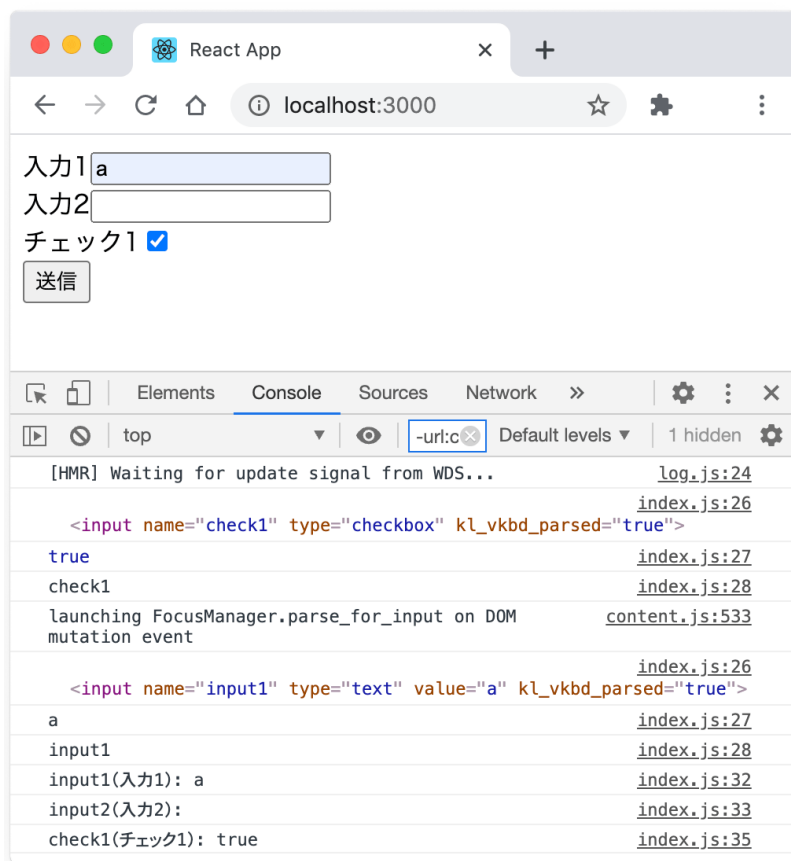 React App
localhost:3000
入力1 a
入力2
チェック1
送信
Elements Console Sources Network
top -url:c Default levels 1 hidden
[HMR] Waiting for update signal from WDS... log.js:24
index.js:26
<input name="check1" type="checkbox" kl_vkbd_parsed="true">
true index.js:27
check1 index.js:28
launching FocusManager.parse_for_input on DOM content.js:533
mutation event
index.js:26
<input name="input1" type="text" value="a" kl_vkbd_parsed="true">
a index.js:27
input1 index.js:28
input1(入力1): a index.js:32
input2(入力2): index.js:33
check1(チェック1): true index.js:35